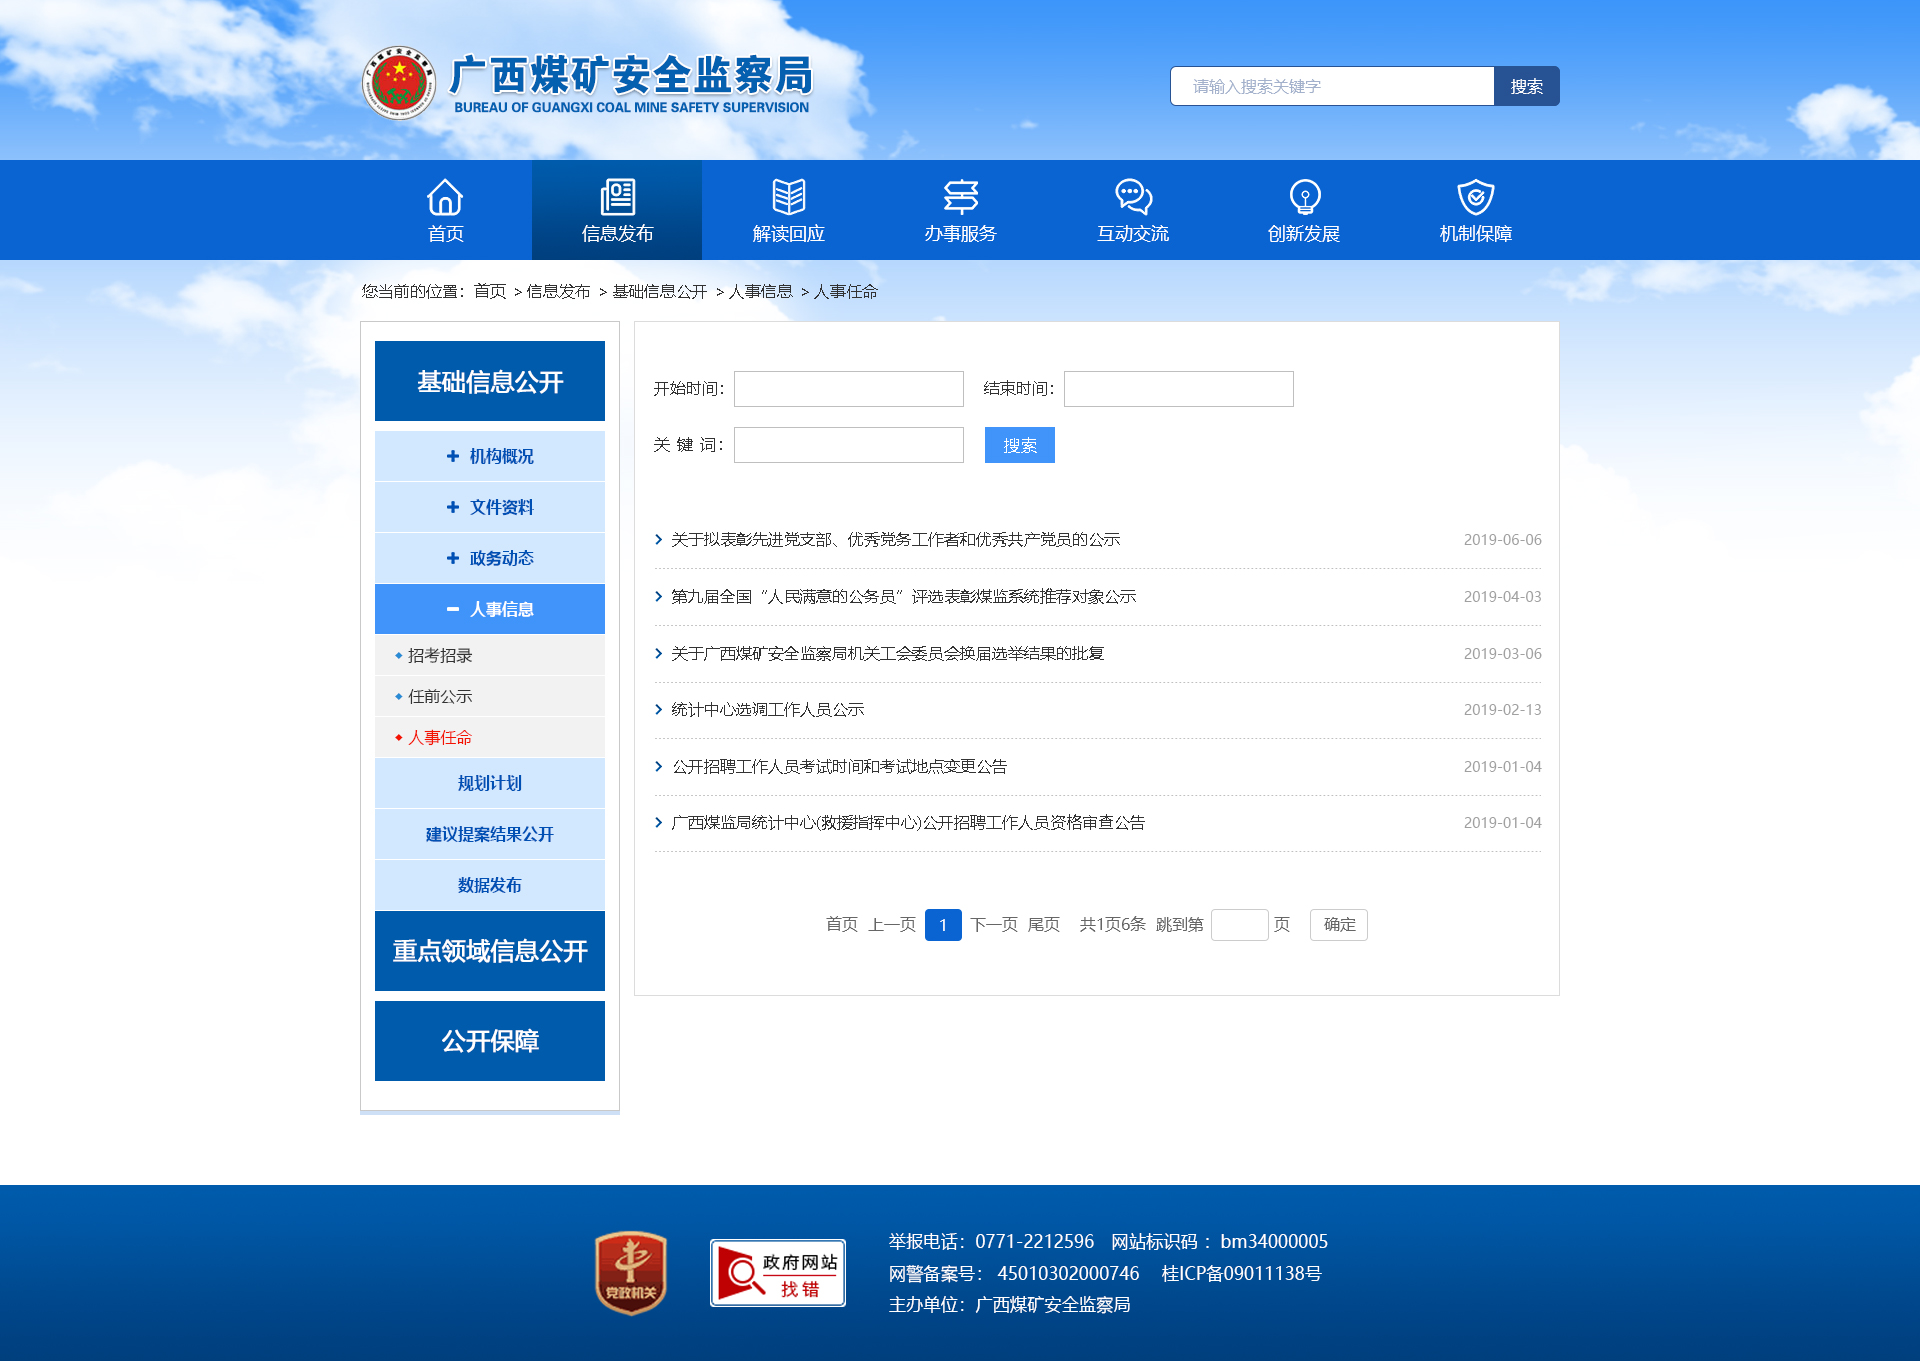 广西煤矿安全监察局
BUREAU OF GUANGXI COAL MINE SAFETY SUPERVISION
请输入搜索关键字 搜索
首页 信息发布 解读回应 办事服务 互动交流 创新发展 机制保障
您当前的位置：首页 > 信息发布 > 基础信息公开 > 人事信息 > 人事任命
基础信息公开
机构概况
文件资料
政务动态
人事信息
招考招录
任前公示
人事任命
规划计划
建议提案结果公开
数据发布
重点领域信息公开
公开保障
开始时间： 结束时间：
关 键 词： 搜索
关于拟表彰先进党支部、优秀党务工作者和优秀共产党员的公示 2019-06-06
第九届全国“人民满意的公务员”评选表彰煤监系统推荐对象公示 2019-04-03
关于广西煤矿安全监察局机关工会委员会换届选举结果的批复 2019-03-06
统计中心选调工作人员公示 2019-02-13
公开招聘工作人员考试时间和考试地点变更公告 2019-01-04
广西煤监局统计中心(救援指挥中心)公开招聘工作人员资格审查公告 2019-01-04
首页 上一页 1 下一页 尾页 共1页6条 跳到第 页 确定
党政机关
政府网站
找错
举报电话：0771-2212596 网站标识码 ：bm34000005
网警备案号： 45010302000746 桂ICP备09011138号
主办单位：广西煤矿安全监察局